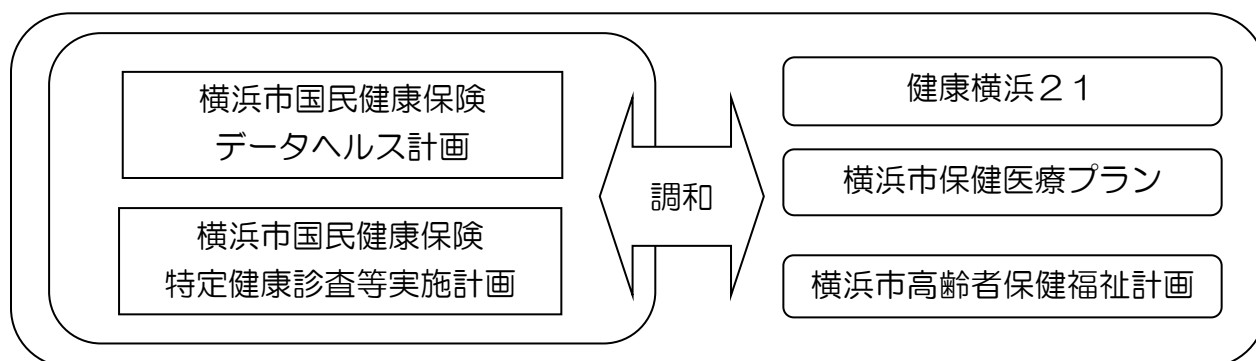 横浜市国民健康保険
データヘルス計画
横浜市国民健康保険
特定健康診査等実施計画
調和
健康横浜２１
横浜市保健医療プラン
横浜市高齢者保健福祉計画